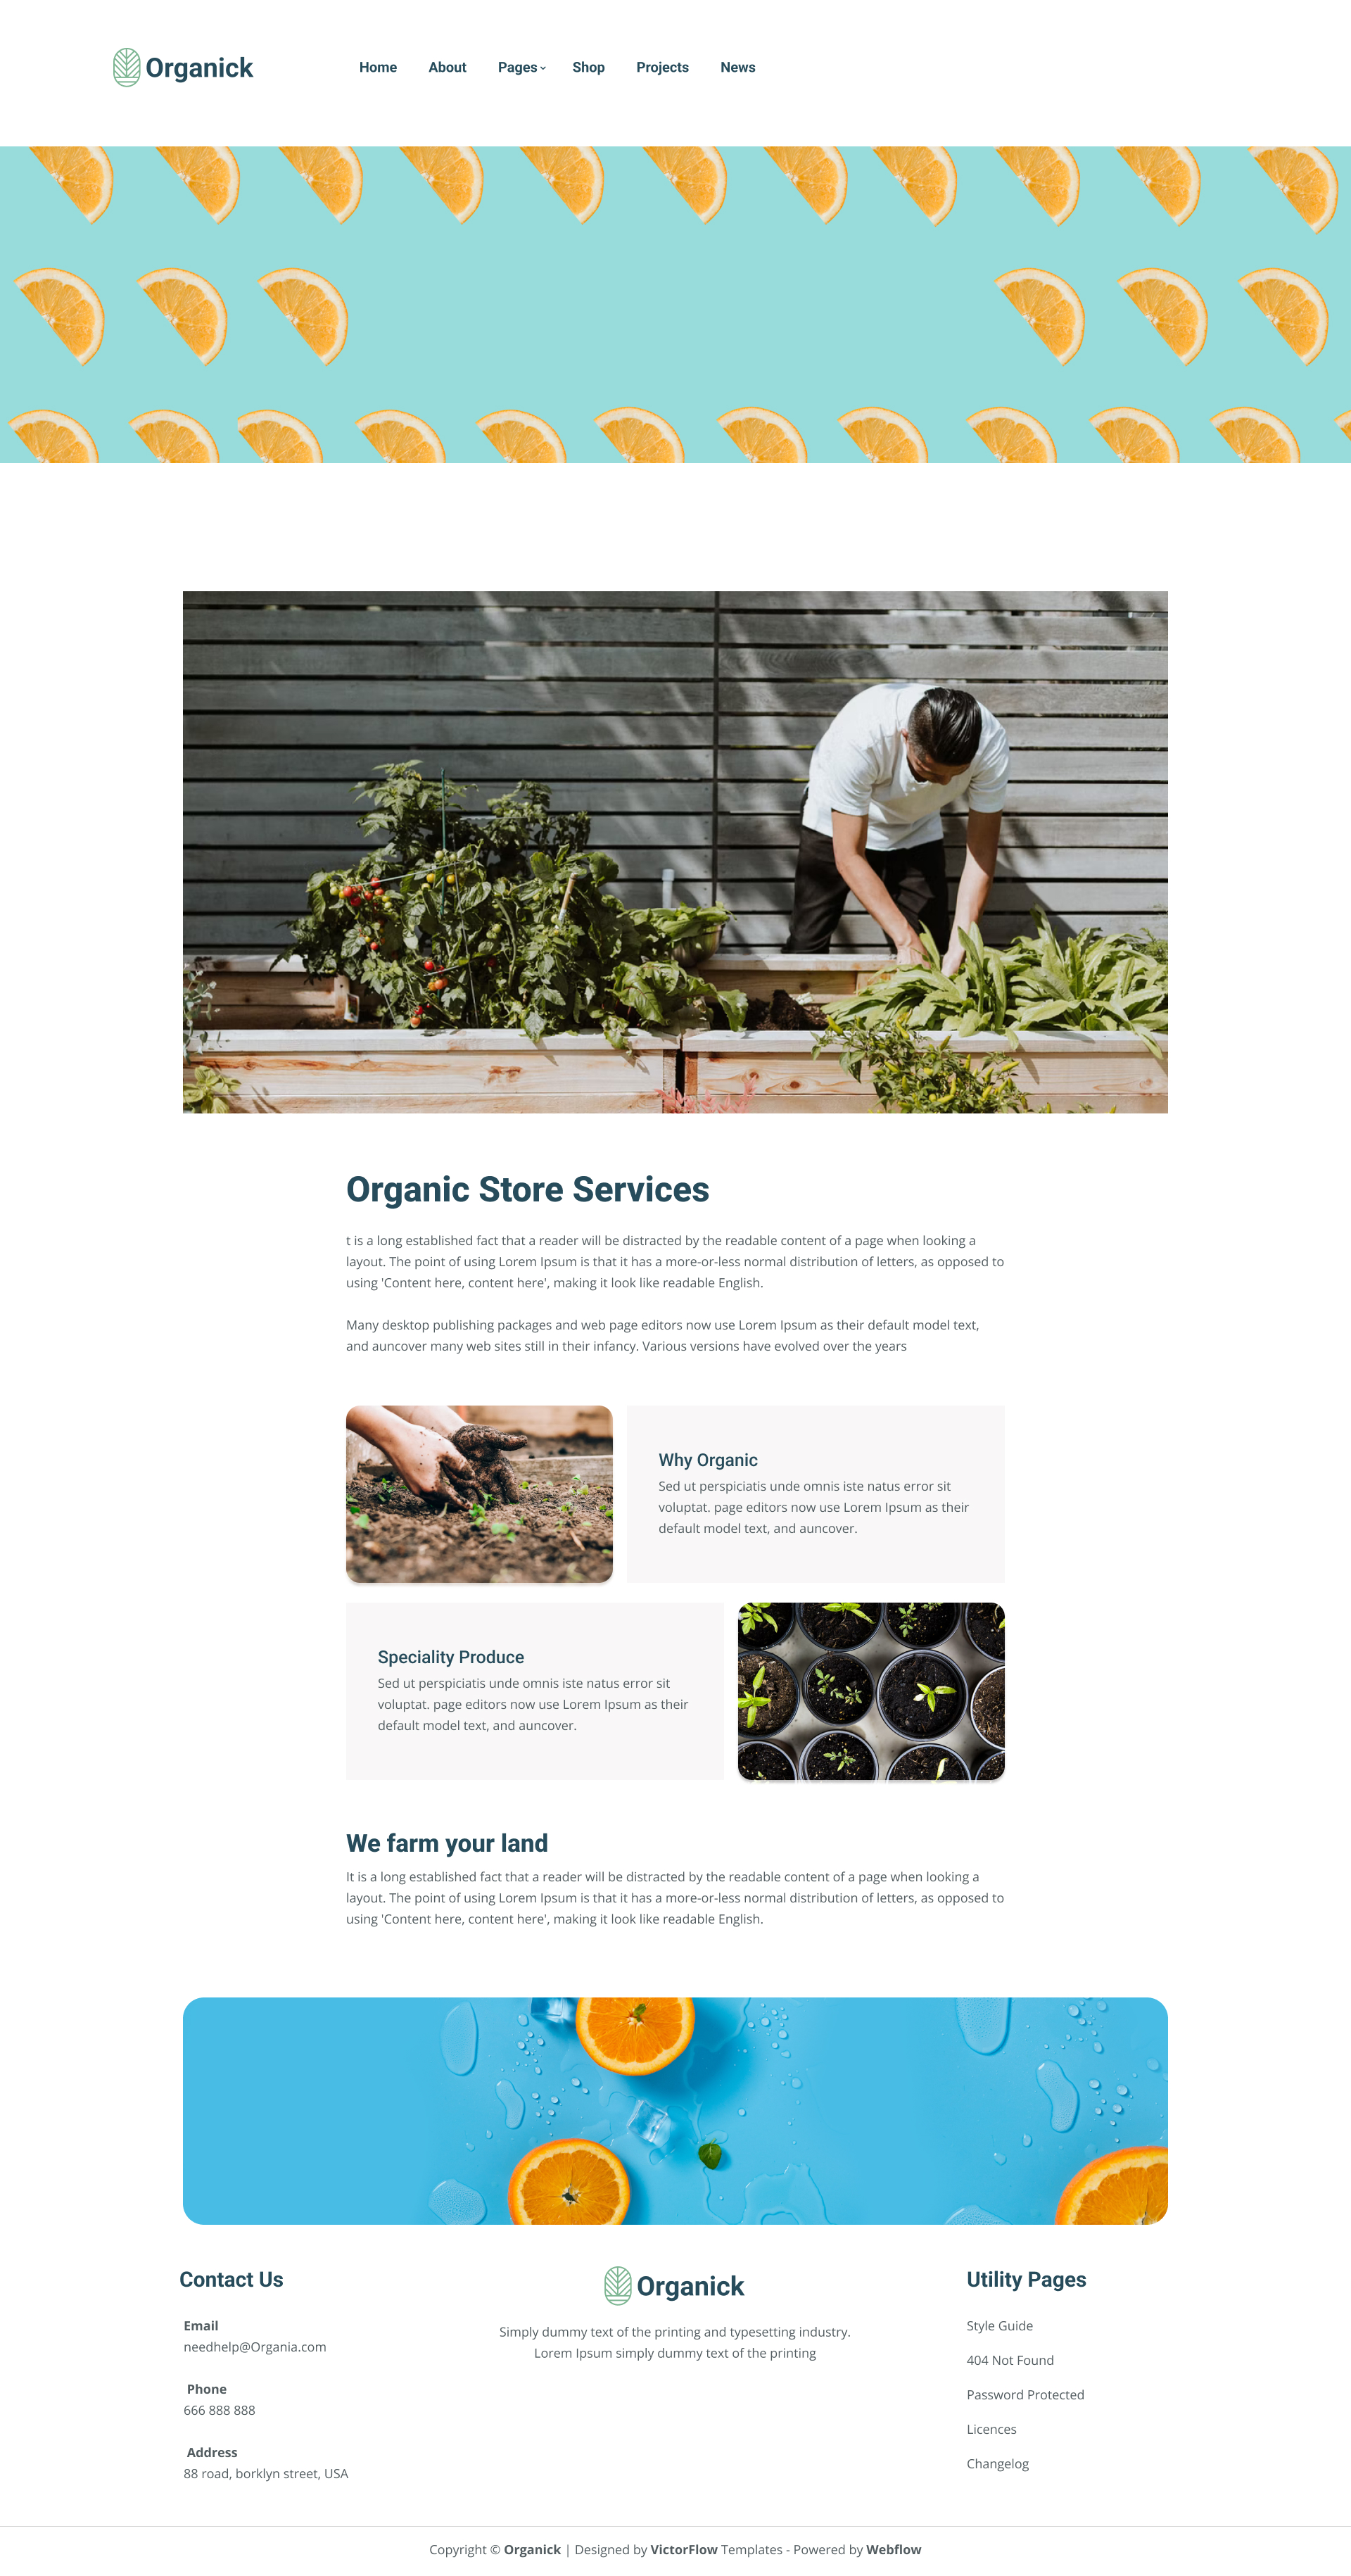 Organick
Home About Pages Shop Projects News
Organic Store Services
t is a long established fact that a reader will be distracted by the readable content of a page when looking a
layout. The point of using Lorem Ipsum is that it has a more-or-less normal distribution of letters, as opposed to
using 'Content here, content here', making it look like readable English.
Many desktop publishing packages and web page editors now use Lorem Ipsum as their default model text,
and auncover many web sites still in their infancy. Various versions have evolved over the years
Why Organic
Sed ut perspiciatis unde omnis iste natus error sit
voluptat. page editors now use Lorem Ipsum as their
default model text, and auncover.
Speciality Produce
Sed ut perspiciatis unde omnis iste natus error sit
voluptat. page editors now use Lorem Ipsum as their
default model text, and auncover.
We farm your land
It is a long established fact that a reader will be distracted by the readable content of a page when looking a
layout. The point of using Lorem Ipsum is that it has a more-or-less normal distribution of letters, as opposed to
using 'Content here, content here', making it look like readable English.
Contact Us
Email
needhelp@Organia.com
Phone
666 888 888
Address
88 road, borklyn street, USA
Organick
Simply dummy text of the printing and typesetting industry.
Lorem Ipsum simply dummy text of the printing
Utility Pages
Style Guide
404 Not Found
Password Protected
Licences
Changelog
Copyright © Organick | Designed by VictorFlow Templates - Powered by Webflow